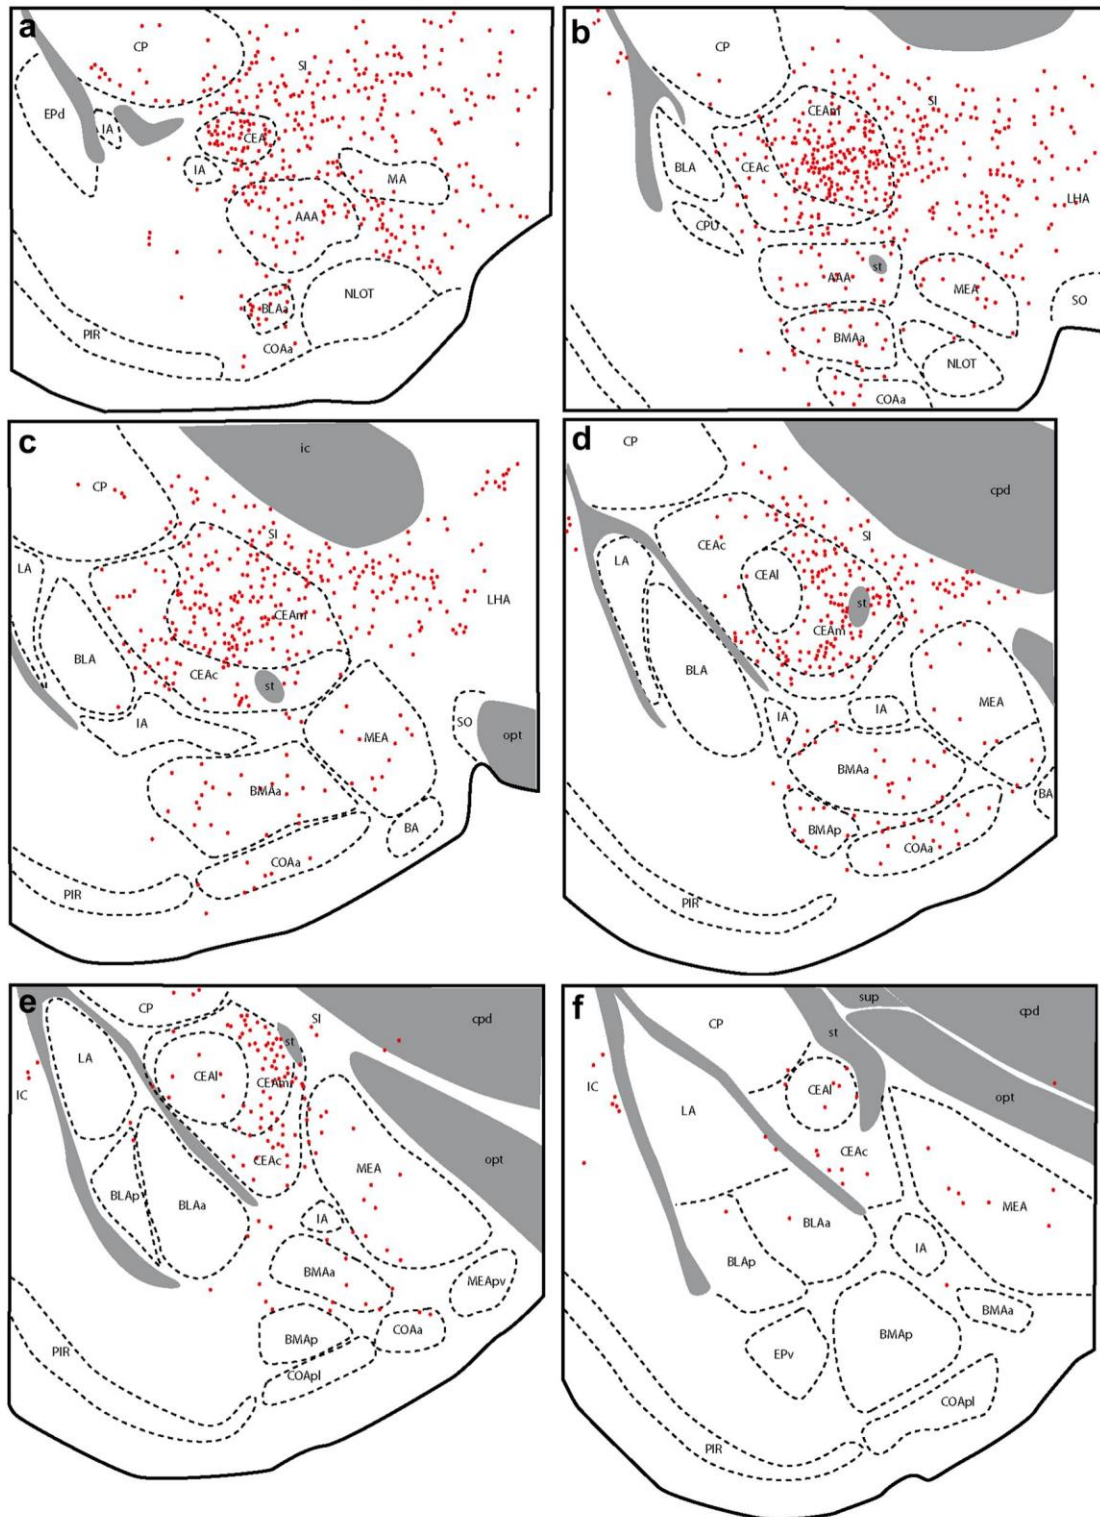 a
CP
SI
EPd
IA
CEA
IA
MA
AAA
BLAa
NLOT
PIR
COAa
b
CP
CEAm
SI
BLA
CEAc
LHA
CPU
st
AAA
MEA
SO
BMAa
NLOT
COAa
c
ic
CP
SI
LA
LHA
CEAm
BLA
CEAc
st
IA
MEA
SO
opt
BMAa
BA
COAa
PIR
d
CP
cpd
SI
CEAc
LA
CEAl
st
CEAm
BLA
IA
IA
MEA
BMAa
BA
BMAp
COAa
PIR
e
CP
SI
cpd
st
LA
CEAl
CEAm
IC
opt
CEAc
MEA
BLAp
BLAa
IA
BMAa
MEApv
BMAp
COAa
PIR
COApl
f
sup
cpd
CP
st
CEAl
IC
opt
LA
CEAc
MEA
BLAa
IA
BLAp
BMAa
BMAp
EPv
COApl
PIR